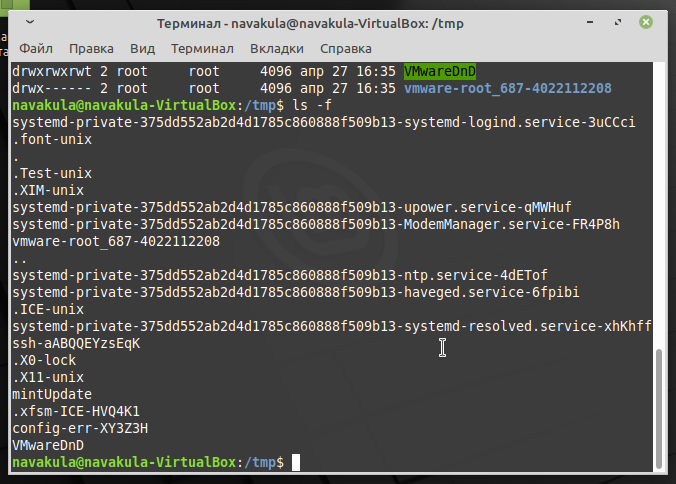 Терминал - navakula@navakula-VirtualBox: /tmp
Файл Правка Вид Терминал Вкладки Справка
drwxrwxrwt 2 root root 4096 апр 27 16:35 VMwareDnD
drwx------ 2 root root 4096 апр 27 16:35 vmware-root_687-4022112208
navakula@navakula-VirtualBox:/tmp$ ls -f
systemd-private-375dd552ab2d4d1785c860888f509b13-systemd-logind.service-3uCCci
.font-unix
.
.Test-unix
.XIM-unix
systemd-private-375dd552ab2d4d1785c860888f509b13-upower.service-qMWHuf
systemd-private-375dd552ab2d4d1785c860888f509b13-ModemManager.service-FR4P8h
vmware-root_687-4022112208
..
systemd-private-375dd552ab2d4d1785c860888f509b13-ntp.service-4dETof
systemd-private-375dd552ab2d4d1785c860888f509b13-haveged.service-6fpibi
.ICE-unix
systemd-private-375dd552ab2d4d1785c860888f509b13-systemd-resolved.service-xhKhff
ssh-aABQQEYzsEqK
.X0-lock
.X11-unix
mintUpdate
.xfsm-ICE-HVQ4K1
config-err-XY3Z3H
VMwareDnD
navakula@navakula-VirtualBox:/tmp$